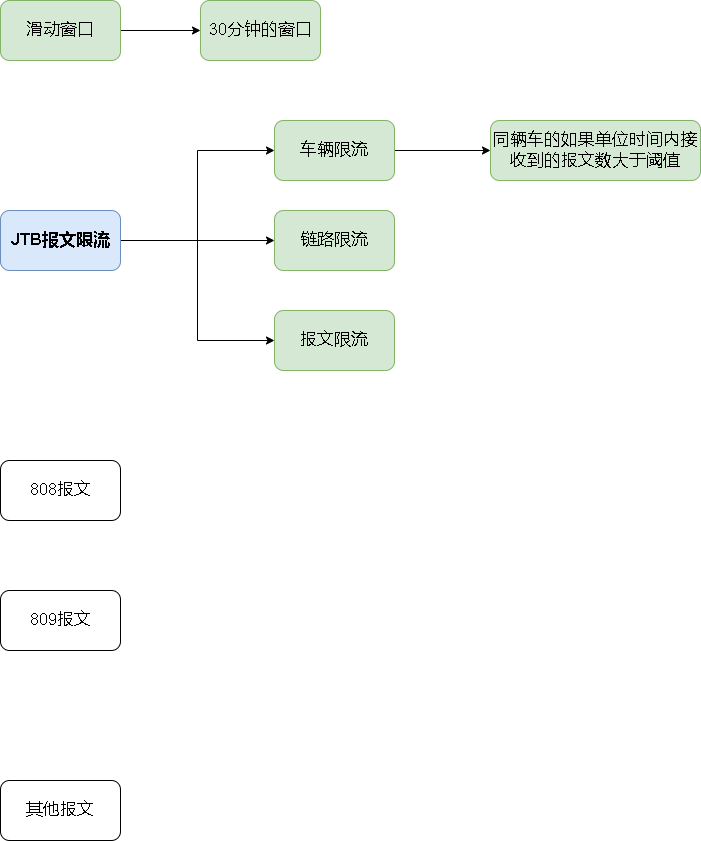 滑动窗口
30分钟的窗口
车辆限流
同辆车的如果单位时间内接
收到的报文数大于阈值
JTB报文限流
链路限流
报文限流
808报文
809报文
其他报文